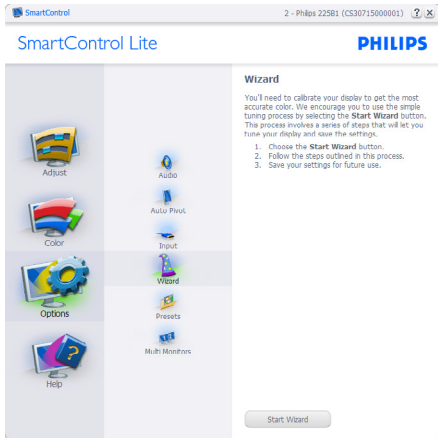 SmartControl
2 - Philips 225B1 (CS30715000001)
? X
SmartControl Lite
PHILIPS
Adjust
Color
Options
Help
Audio
Auto Pivot
Input
Wizard
Presets
Multi Monitors
Wizard
You'll need to calibrate your display to get the most
accurate color. We encourage you to use the simple
tuning process by selecting the Start Wizard button.
This process involves a series of steps that will let you
tune your display and save the settings.
1. Choose the Start Wizard button.
2. Follow the steps outlined in this process.
3. Save your settings for future use.
Start Wizard